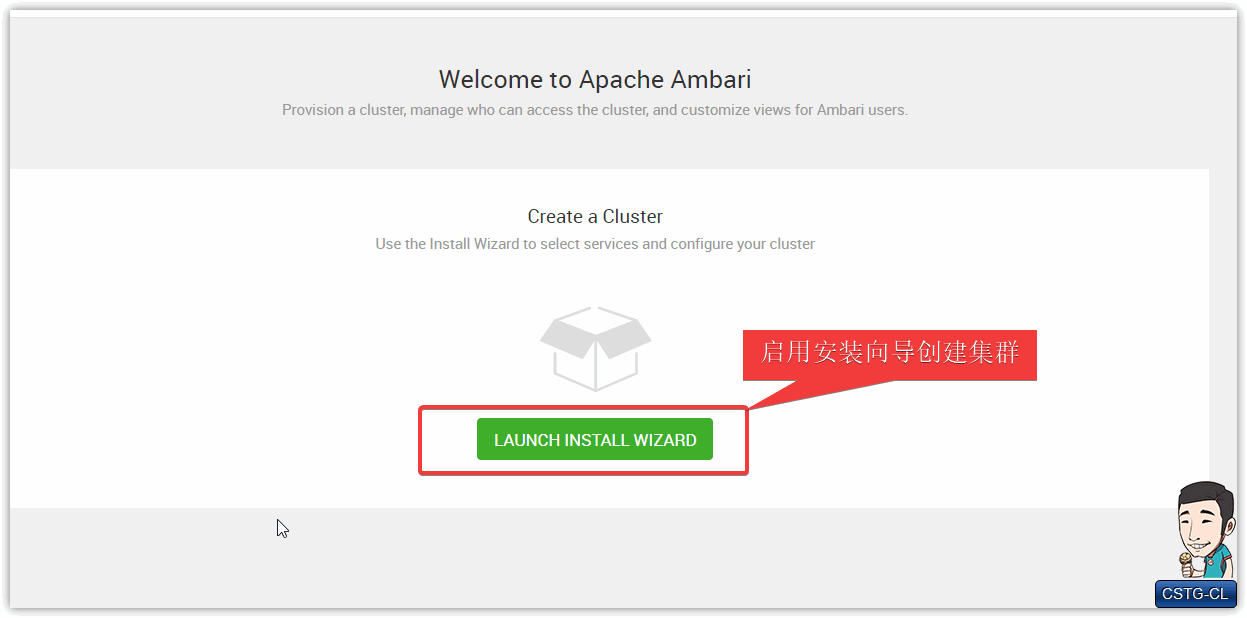 Welcome to Apache Ambari
Provision a cluster, manage who can access the cluster, and customize views for Ambari users.
Create a Cluster
Use the Install Wizard to select services and configure your cluster
启用安装向导创建集群
LAUNCH INSTALL WIZARD
CSTG-CL